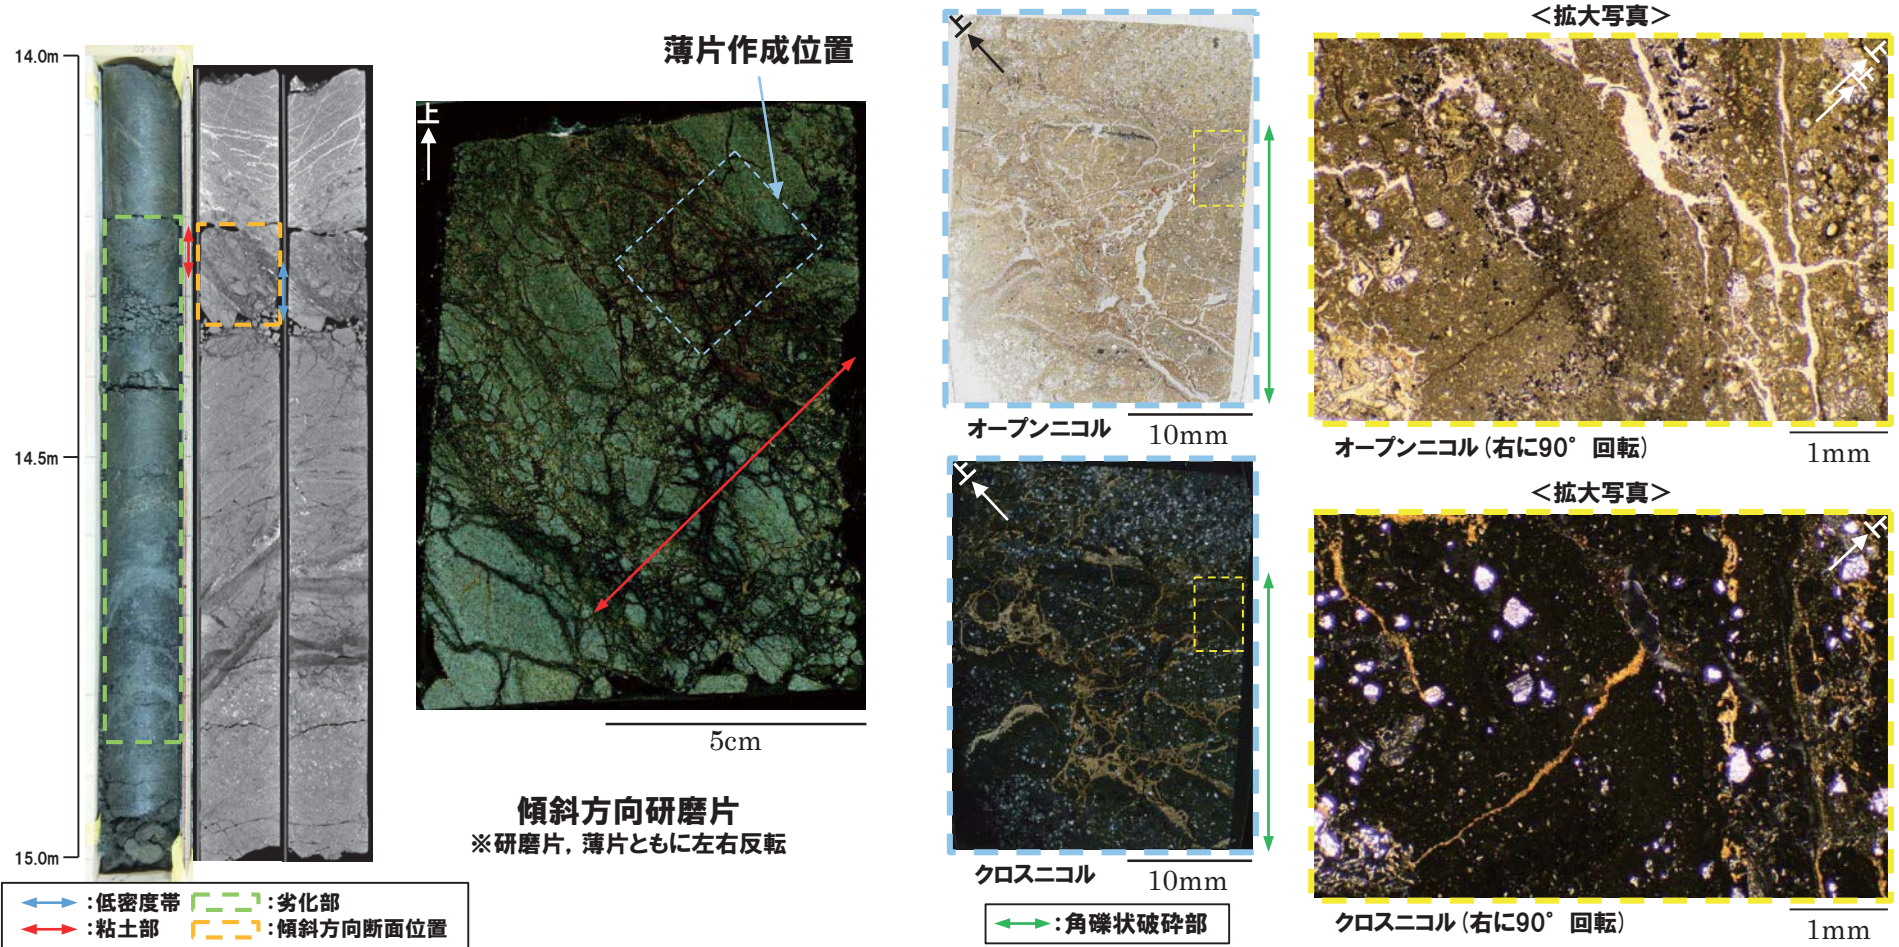 14.0m
14.5m
15.0m
:低密度帯
:劣化部
:粘土部
:傾斜方向断面位置
薄片作成位置
上
5cm
傾斜方向研磨片
※研磨片，薄片ともに左右反転
上
オープンニコル
10mm
上
クロスニコル
10mm
:角礫状破砕部
<拡大写真>
上
上
オープンニコル (右に90°回転)
1mm
<拡大写真>
上
クロスニコル (右に90°回転)
1mm